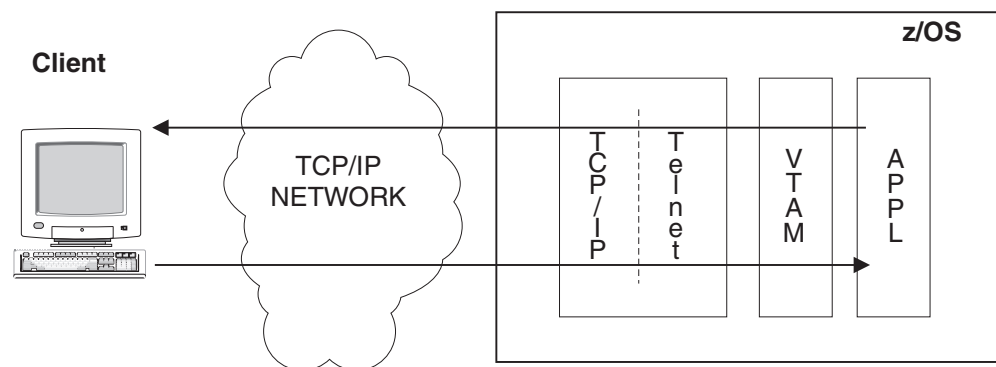 z/OS
Client
TCP/IP
NETWORK
TCP/IP
Telnet
VTAM
APPL